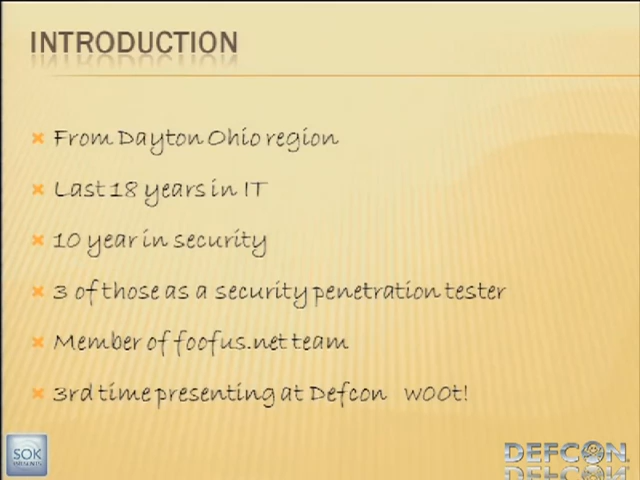 INTRODUCTION
From Dayton Ohio region
Last 18 years in IT
10 year in security
3 of those as a security penetration tester
Member of foofus.net team
3rd time presenting at Defcon w00t!
SOK
DEFCON